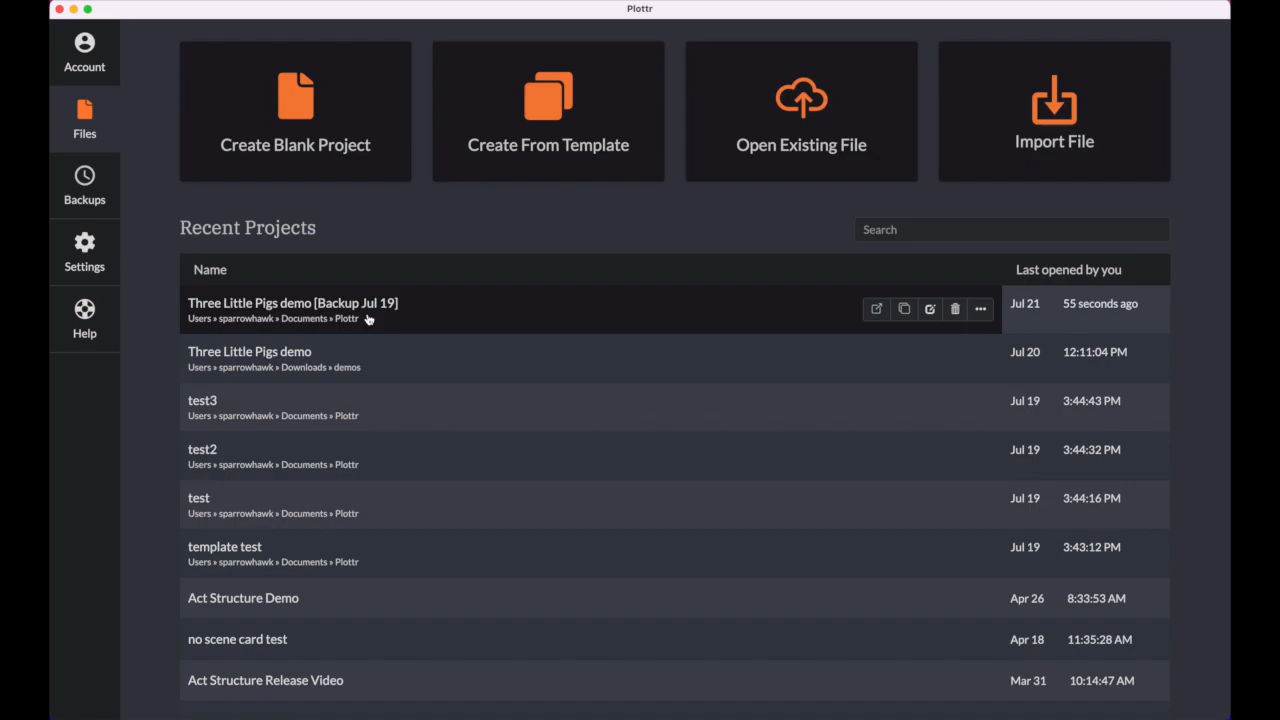 Plottr
Account
Files
Backups
Settings
Help
Create Blank Project
Create From Template
Open Existing File
Import File
Recent Projects
Search
Name Last opened by you
Three Little Pigs demo [Backup Jul 19] Jul 21 55 seconds ago
Users » sparrowhawk » Documents » Plottr
Three Little Pigs demo Jul 20 12:11:04 PM
Users » sparrowhawk » Downloads » demos
test3 Jul 19 3:44:43 PM
Users » sparrowhawk » Documents » Plottr
test2 Jul 19 3:44:32 PM
Users » sparrowhawk » Documents » Plottr
test Jul 19 3:44:16 PM
Users » sparrowhawk » Documents » Plottr
template test Jul 19 3:43:12 PM
Users » sparrowhawk » Documents » Plottr
Act Structure Demo Apr 26 8:33:53 AM
no scene card test Apr 18 11:35:28 AM
Act Structure Release Video Mar 31 10:14:47 AM